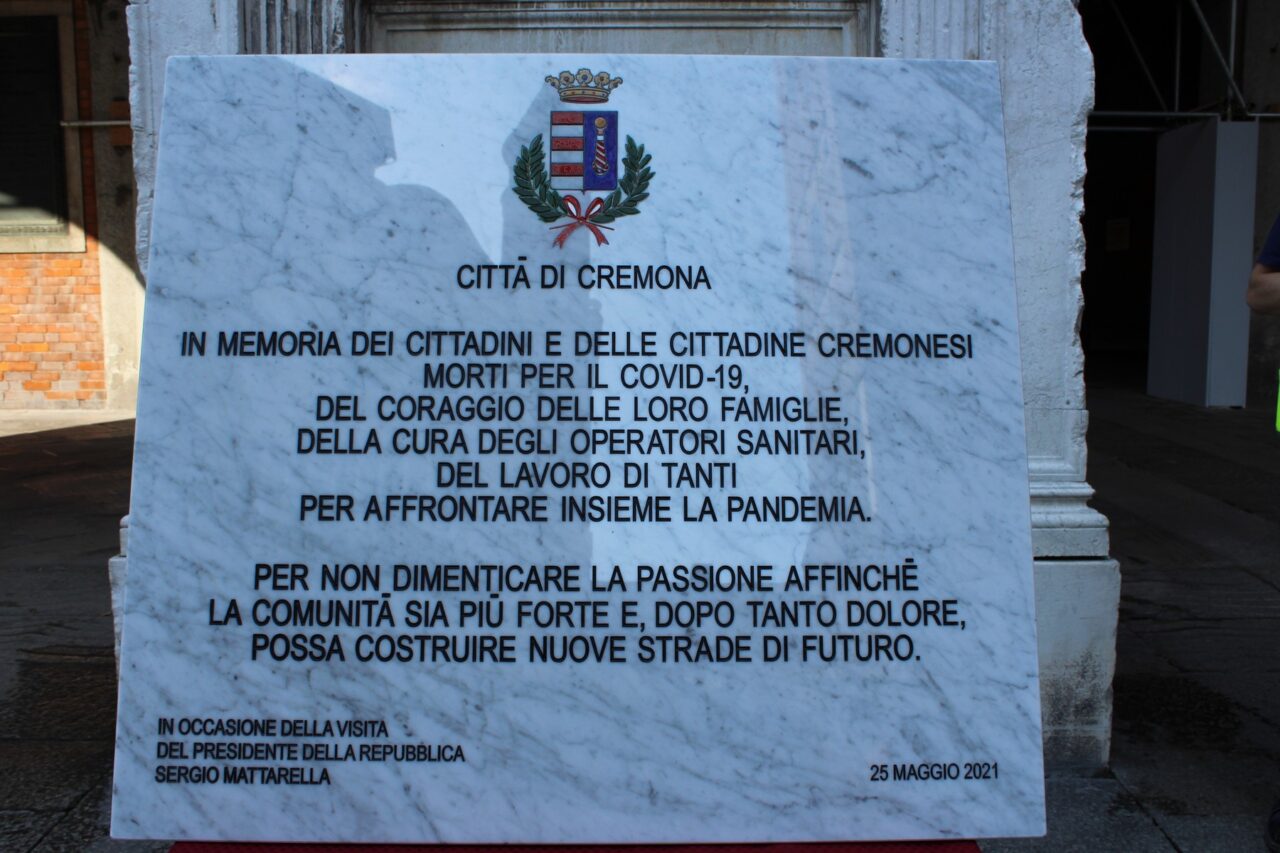 CITTĀ DI CREMONA
IN MEMORIA DEI CITTADINI E DELLE CITTADINE CREMONESI
MORTI PER IL COVID-19,
DEL CORAGGIO DELLE LORO FAMIGLIE,
DELLA CURA DEGLI OPERATORI SANITARI,
DEL LAVORO DI TANTI
PER AFFRONTARE INSIEME LA PANDEMIA.
PER NON DIMENTICARE LA PASSIONE AFFINCHĒ
LA COMUNITĀ SIA PIŪ FORTE E, DOPO TANTO DOLORE,
POSSA COSTRUIRE NUOVE STRADE DI FUTURO.
IN OCCASIONE DELLA VISITA
DEL PRESIDENTE DELLA REPUBBLICA
SERGIO MATTARELLA
25 MAGGIO 2021